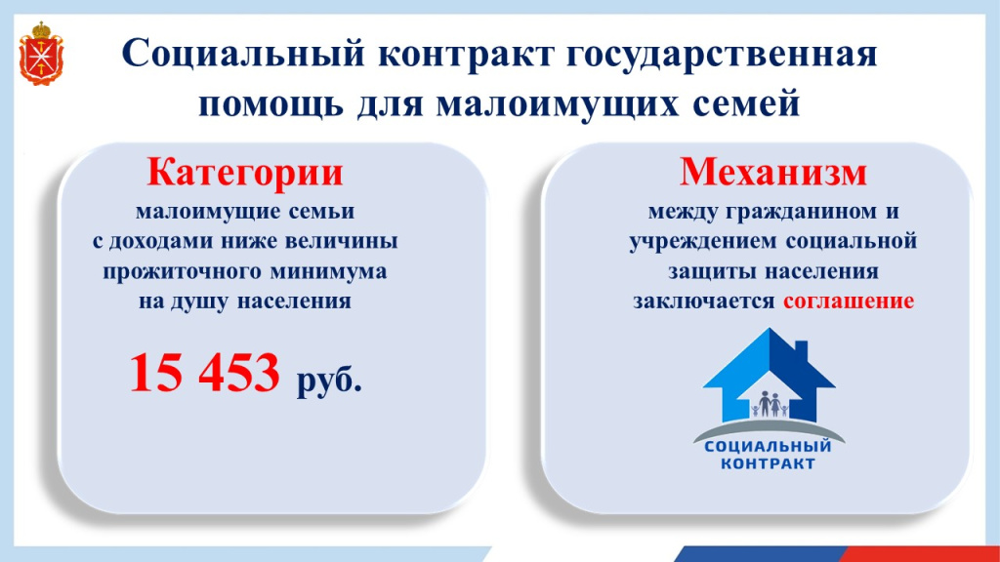 Социальный контракт государственная
помощь для малоимущих семей
Категории
малоимущие семьи
с доходами ниже величины
прожиточного минимума
на душу населения
15 453 руб.
Механизм
между гражданином и
учреждением социальной
защиты населения
заключается соглашение
СОЦИАЛЬНЫЙ
КОНТРАКТ